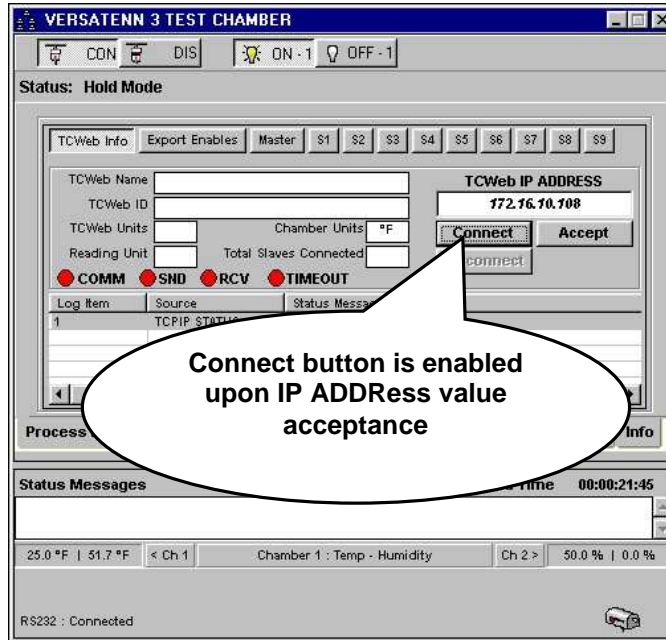 VERSATENN 3 TEST CHAMBER
CON DIS ON - 1 OFF - 1
Status: Hold Mode
TCWeb Info Export Enables Master S1 S2 S3 S4 S5 S6 S7 S8 S9
TCWeb Name TCWeb IP ADDRESS
TCWeb ID 172.16.10.108
TCWeb Units Chamber Units °F Connect Accept
Reading Unit Total Slaves Connected connect
COMM SND RCV TIMEOUT
Log Item Source Status Messa
1 TCPIP STATUS
Connect button is enabled
upon IP ADDRess value
acceptance
Process Info
Status Messages Time 00:00:21:45
25.0 °F | 51.7 °F < Ch 1 Chamber 1 : Temp - Humidity Ch 2 > 50.0 % | 0.0 %
RS232 : Connected